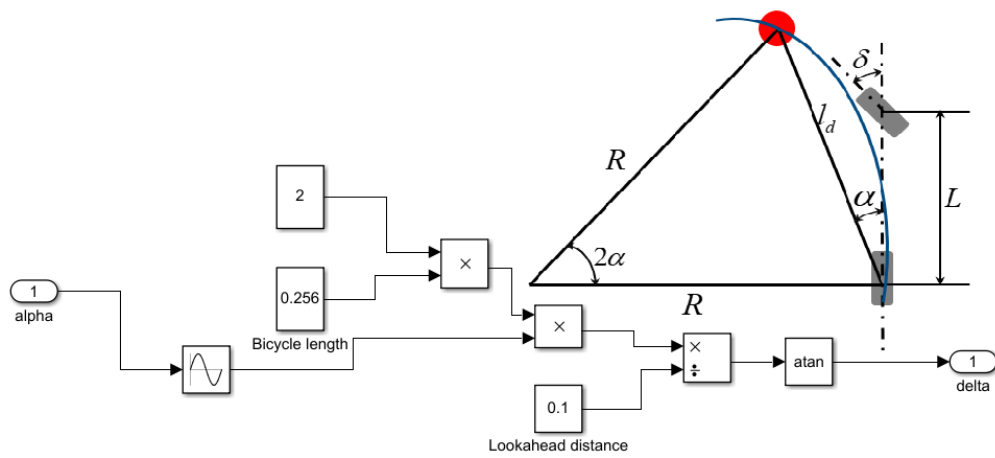 δ
l_d
R
α
L
2α
R
2
×
0.256
Bicycle length
1
alpha
×
×
÷
0.1
Lookahead distance
atan
1
delta